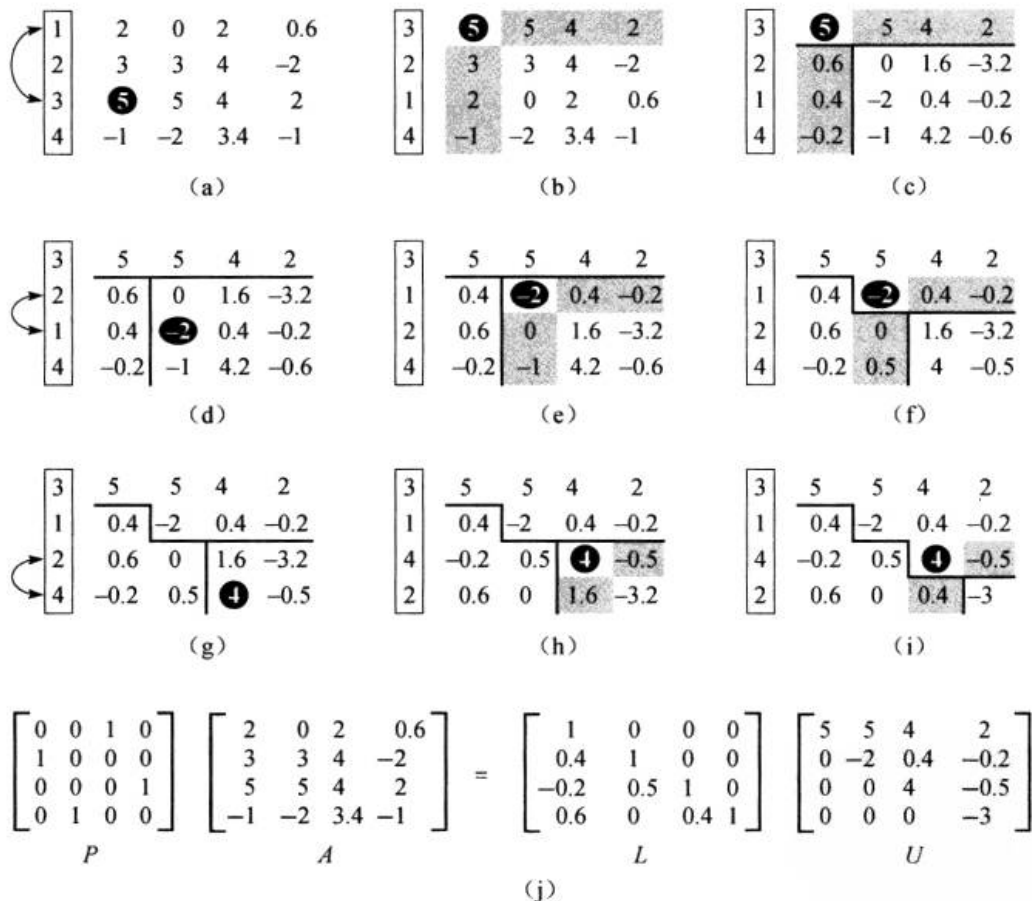 1 2 0 2 0.6
2 3 3 4 −2
3 5 5 4 2
4 −1 −2 3.4 −1
(a)
3 5 5 4 2
2 3 3 4 −2
1 2 0 2 0.6
4 −1 −2 3.4 −1
(b)
3 5 5 4 2
2 0.6 0 1.6 −3.2
1 0.4 −2 0.4 −0.2
4 −0.2 −1 4.2 −0.6
(c)
3 5 5 4 2
2 0.6 0 1.6 −3.2
1 0.4 −2 0.4 −0.2
4 −0.2 −1 4.2 −0.6
(d)
3 5 5 4 2
1 0.4 −2 0.4 −0.2
2 0.6 0 1.6 −3.2
4 −0.2 −1 4.2 −0.6
(e)
3 5 5 4 2
1 0.4 −2 0.4 −0.2
2 0.6 0 1.6 −3.2
4 −0.2 0.5 4 −0.5
(f)
3 5 5 4 2
1 0.4 −2 0.4 −0.2
2 0.6 0 1.6 −3.2
4 −0.2 0.5 4 −0.5
(g)
3 5 5 4 2
1 0.4 −2 0.4 −0.2
4 −0.2 0.5 4 −0.5
2 0.6 0 1.6 −3.2
(h)
3 5 5 4 2
1 0.4 −2 0.4 −0.2
4 −0.2 0.5 4 −0.5
2 0.6 0 0.4 −3
(i)
0 0 1 0 2 0 2 0.6 1 0 0 0 5 5 4 2
1 0 0 0 3 3 4 −2 0.4 1 0 0 0 −2 0.4 −0.2
0 0 0 1 5 5 4 2 = −0.2 0.5 1 0 0 0 4 −0.5
0 1 0 0 −1 −2 3.4 −1 0.6 0 0.4 1 0 0 0 −3
P A L U
(j)